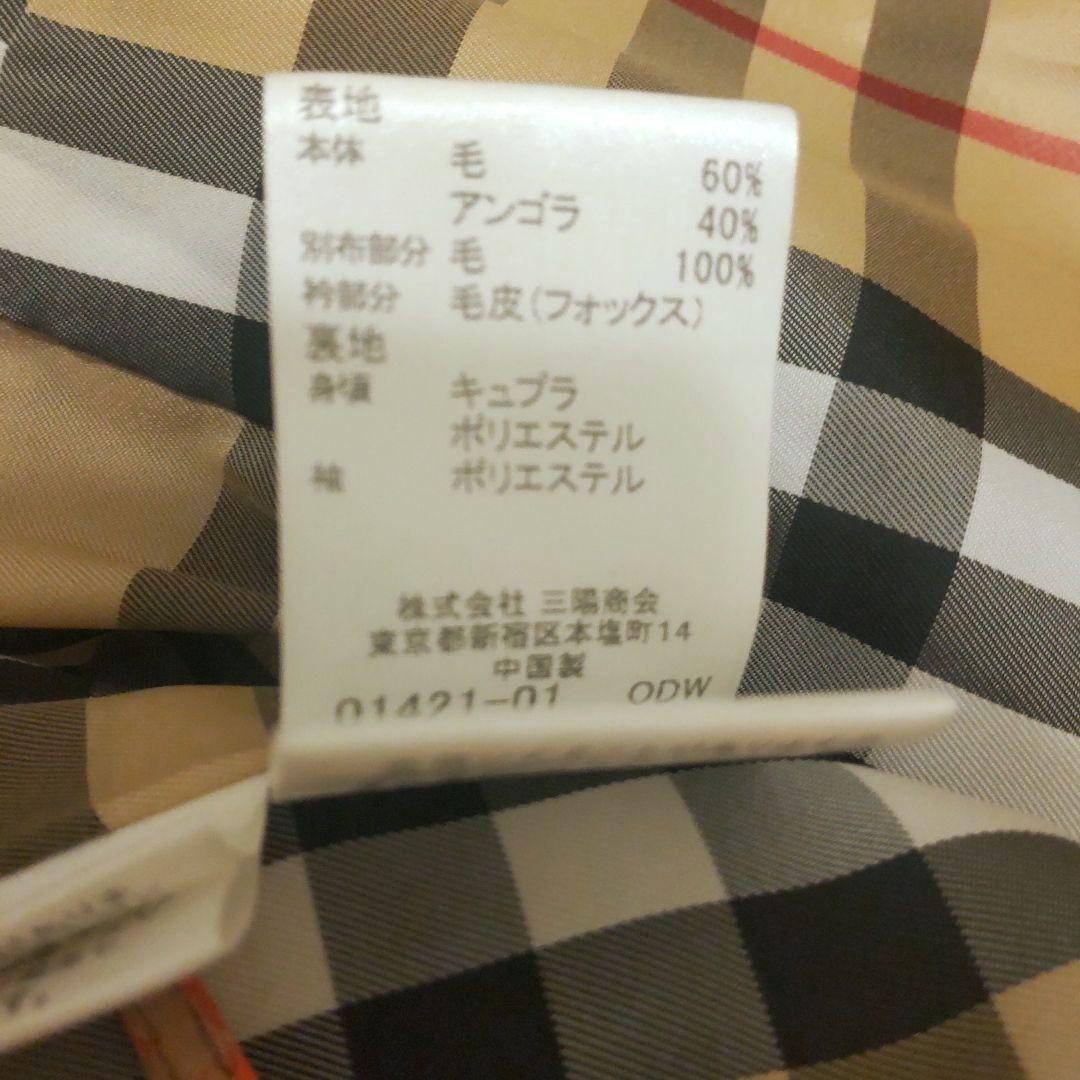 表地
本体 毛 60%
アンゴラ 40%
別布部分 毛 100%
衿部分 毛皮(フォックス)
裏地
身頃 キュプラ
ポリエステル
袖 ポリエステル
株式会社 三陽商会
東京都新宿区本塩町14
中国製
01421-01 ODW